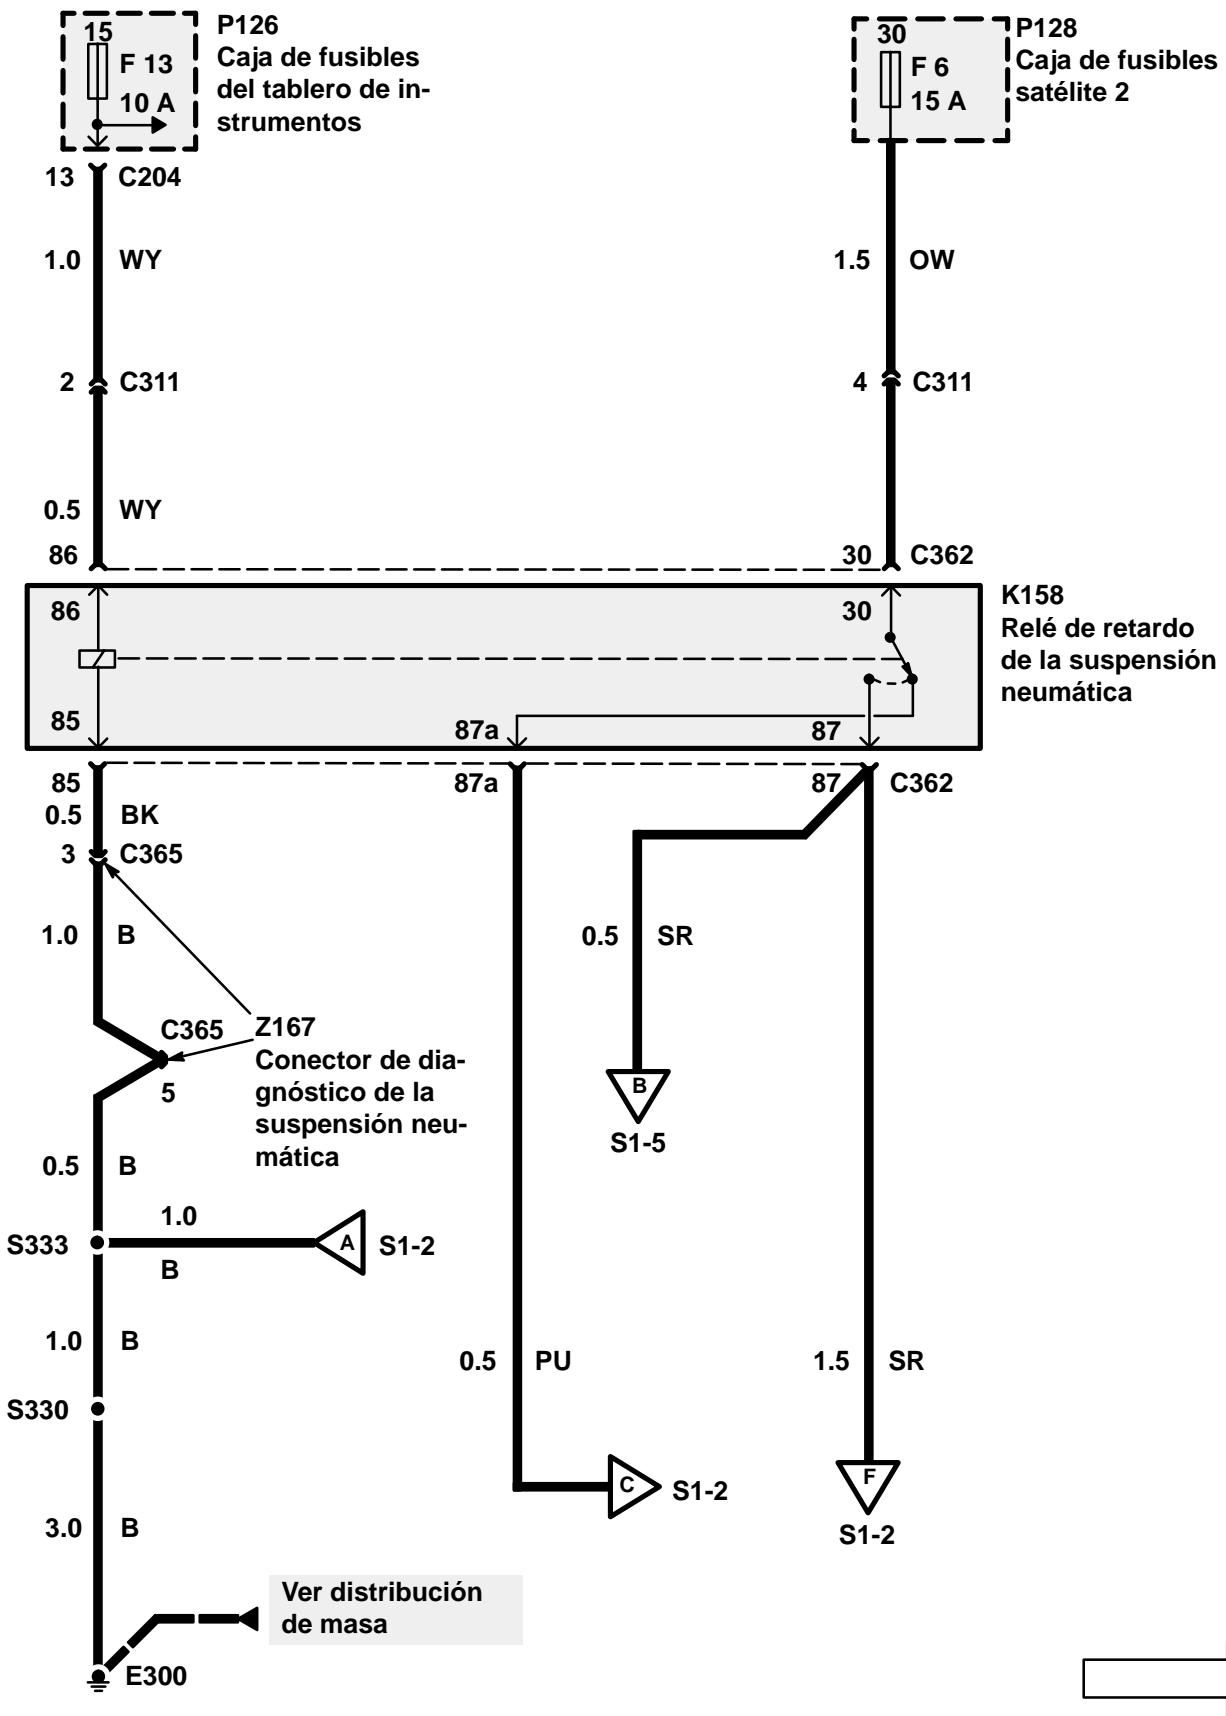 15
F 13
10 A
P126
Caja de fusibles
del tablero de in-
strumentos
30
F 6
15 A
P128
Caja de fusibles
satélite 2
13 C204
1.0 WY
1.5 OW
2 C311
4 C311
0.5 WY
86
30 C362
86
30
K158
Relé de retardo
de la suspensión
neumática
85
87a
87
85
87a
87 C362
0.5 BK
3 C365
1.0 B
0.5 SR
C365
5
Z167
Conector de dia-
gnóstico de la
suspensión neu-
mática
B
S1-5
0.5 B
1.0
S333
A
S1-2
B
1.0 B
0.5 PU
1.5 SR
S330
C
S1-2
F
S1-2
3.0 B
Ver distribución
de masa
E300